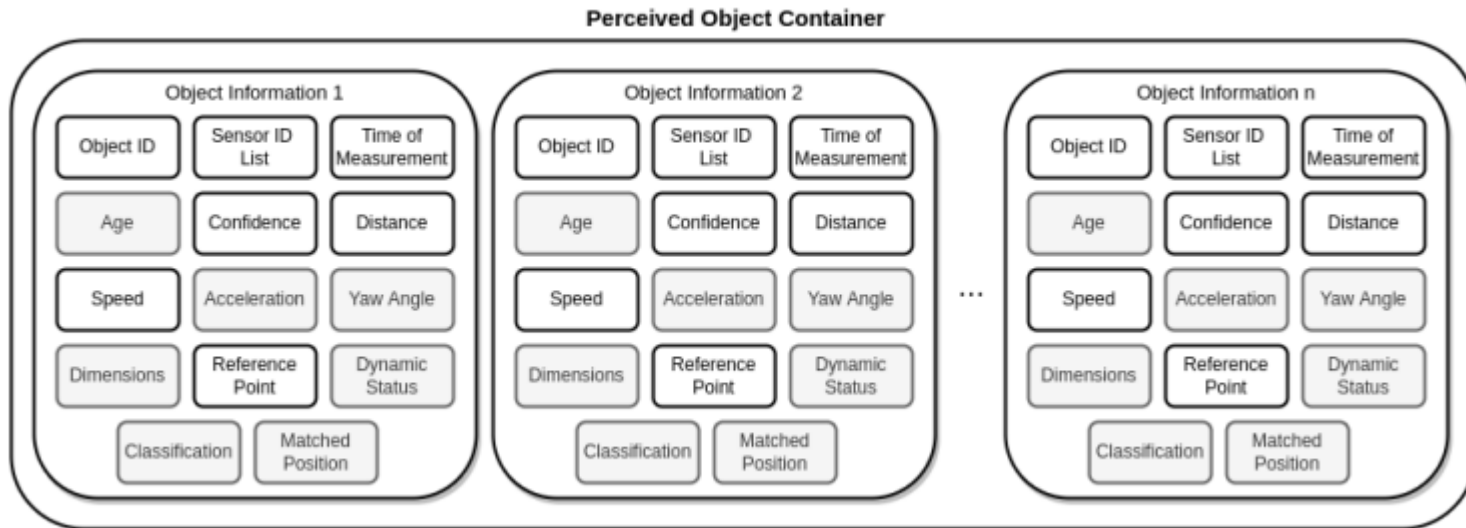 Perceived Object Container
Object Information 1
Object ID
Sensor ID
List
Time of
Measurement
Age
Confidence
Distance
Speed
Acceleration
Yaw Angle
Dimensions
Reference
Point
Dynamic
Status
Classification
Matched
Position
Object Information 2
Object ID
Sensor ID
List
Time of
Measurement
Age
Confidence
Distance
Speed
Acceleration
Yaw Angle
Dimensions
Reference
Point
Dynamic
Status
Classification
Matched
Position
...
Object Information n
Object ID
Sensor ID
List
Time of
Measurement
Age
Confidence
Distance
Speed
Acceleration
Yaw Angle
Dimensions
Reference
Point
Dynamic
Status
Classification
Matched
Position